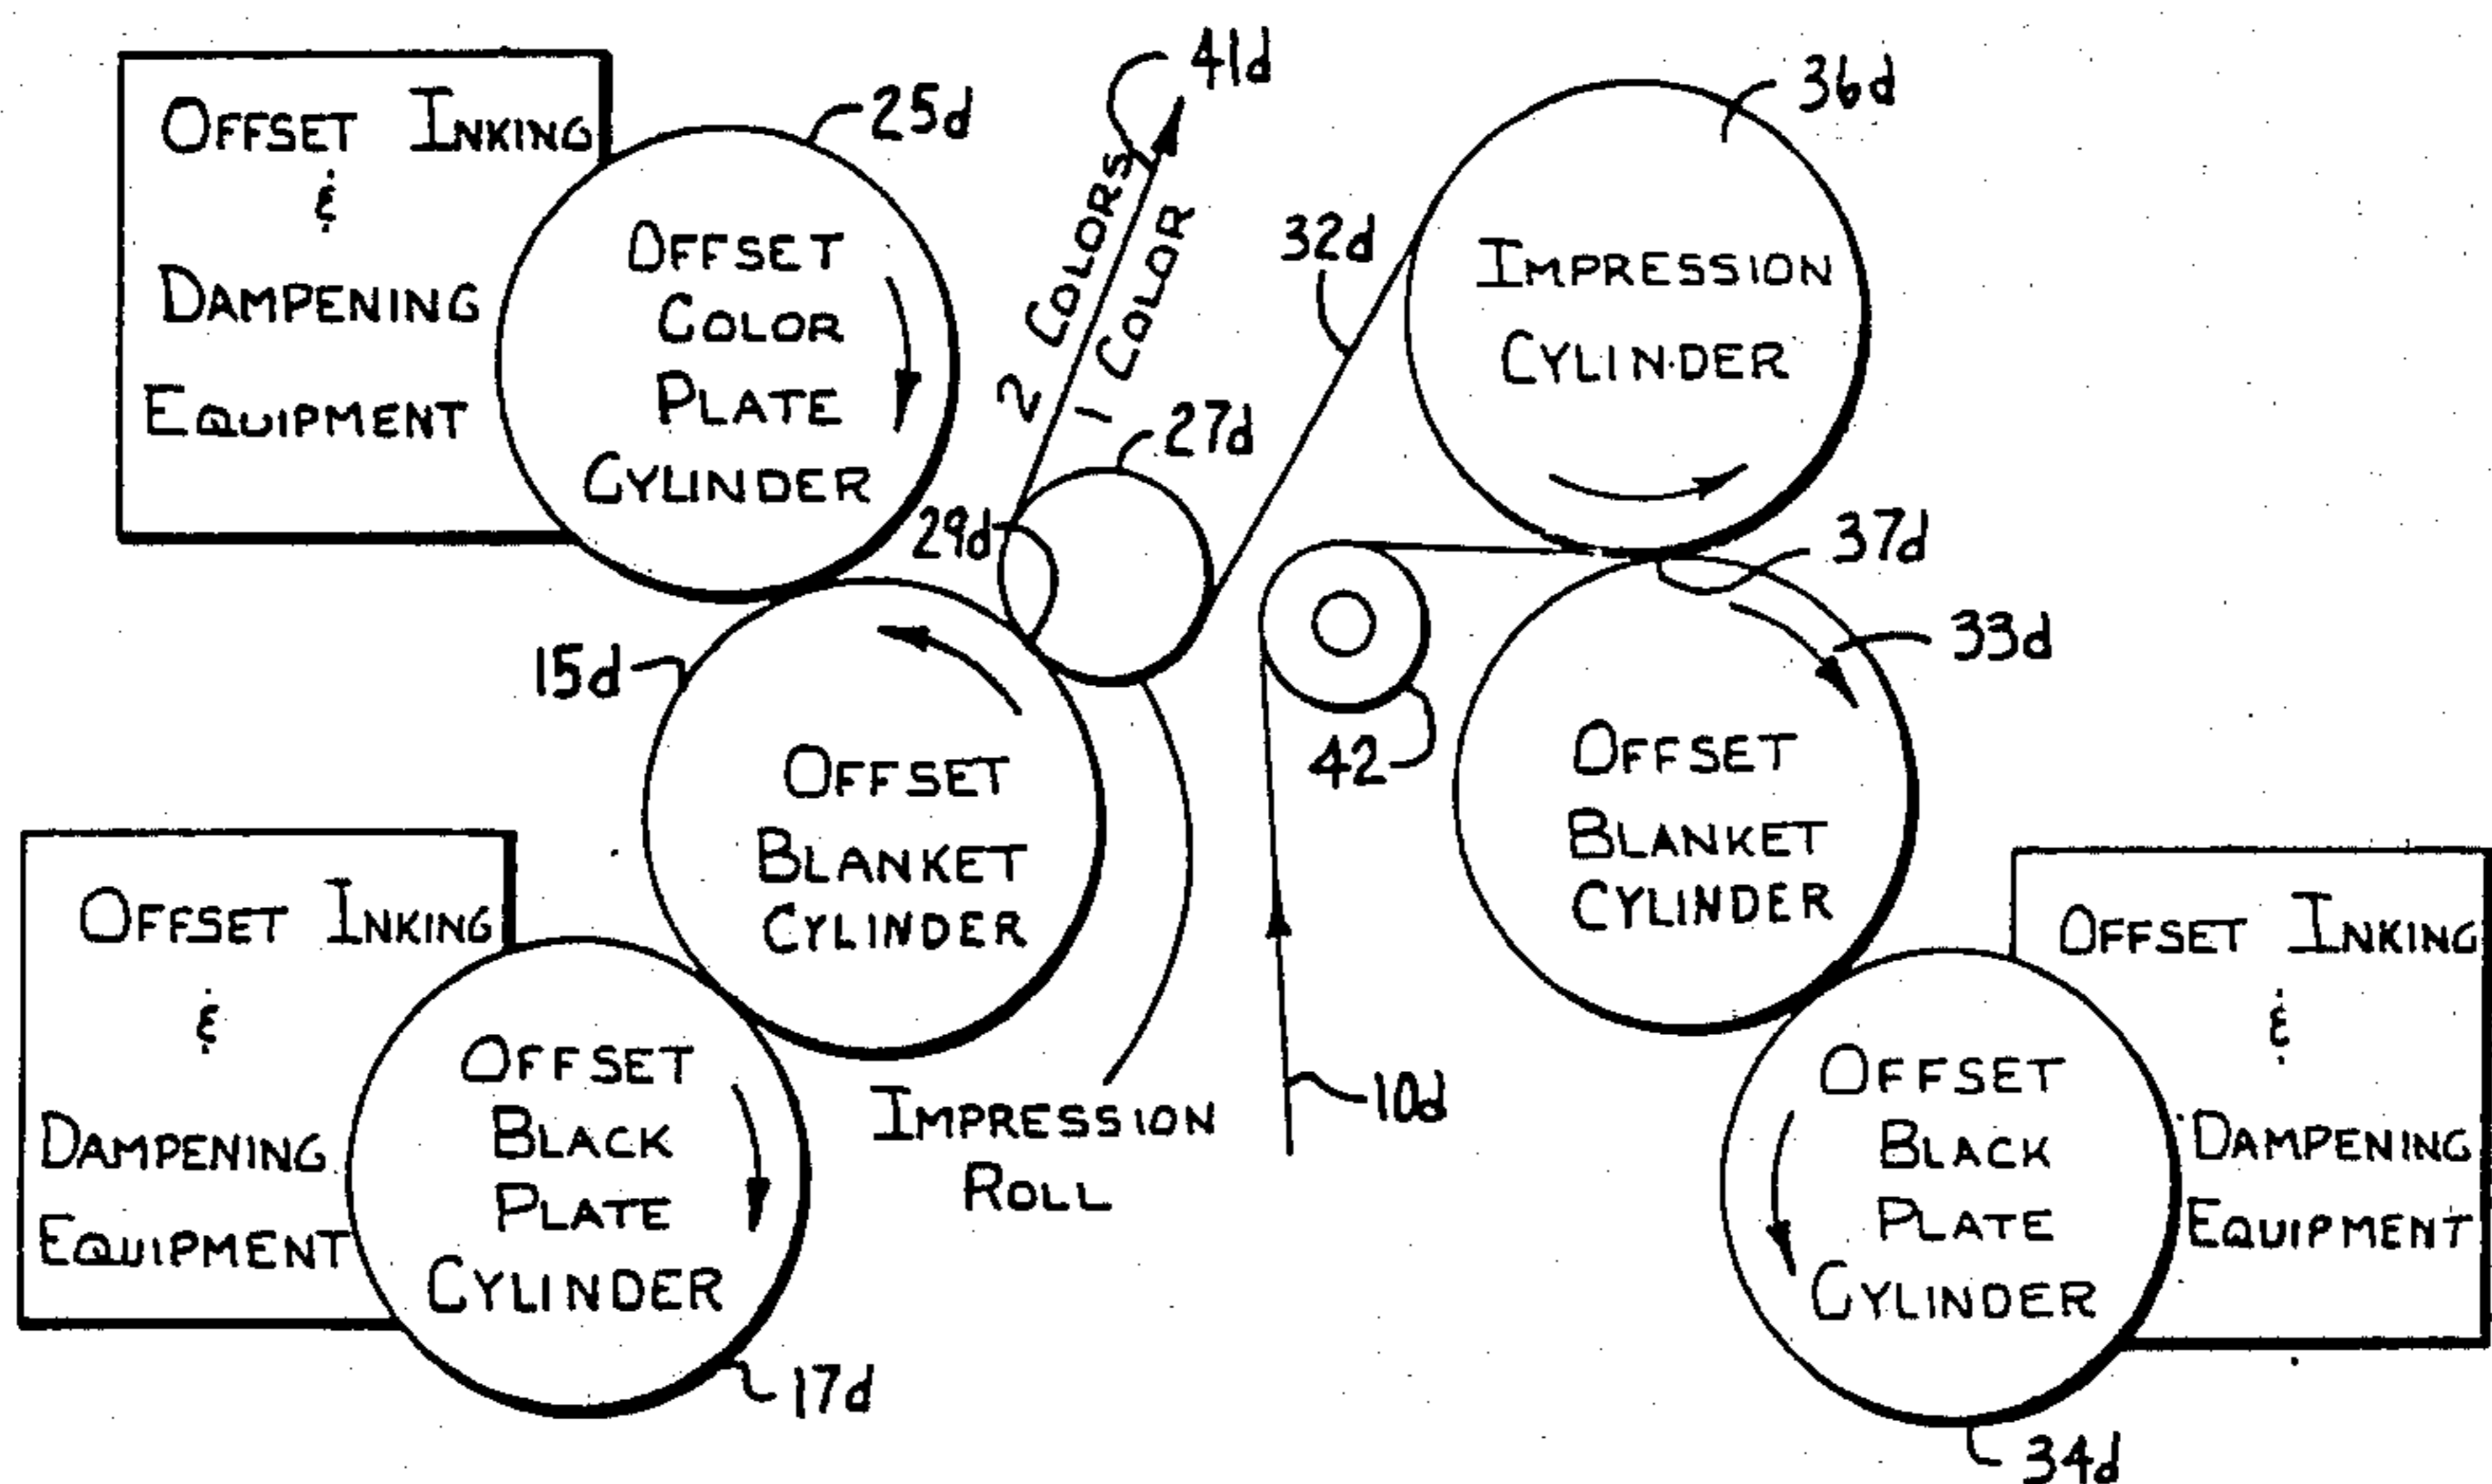 41d
36d
OFFSET INKING
&
DAMPENING
EQUIPMENT
25d
OFFSET
COLOR
PLATE
CYLINDER
2 COLORS
1 COLOR
32d
IMPRESSION
CYLINDER
27d
29d
37d
15d
33d
42
OFFSET
BLANKET
CYLINDER
OFFSET
BLANKET
CYLINDER
OFFSET INKING
&
DAMPENING
EQUIPMENT
OFFSET
BLACK
PLATE
CYLINDER
17d
IMPRESSION
ROLL
10d
OFFSET
BLACK
PLATE
CYLINDER
OFFSET INKING
&
DAMPENING
EQUIPMENT
34d